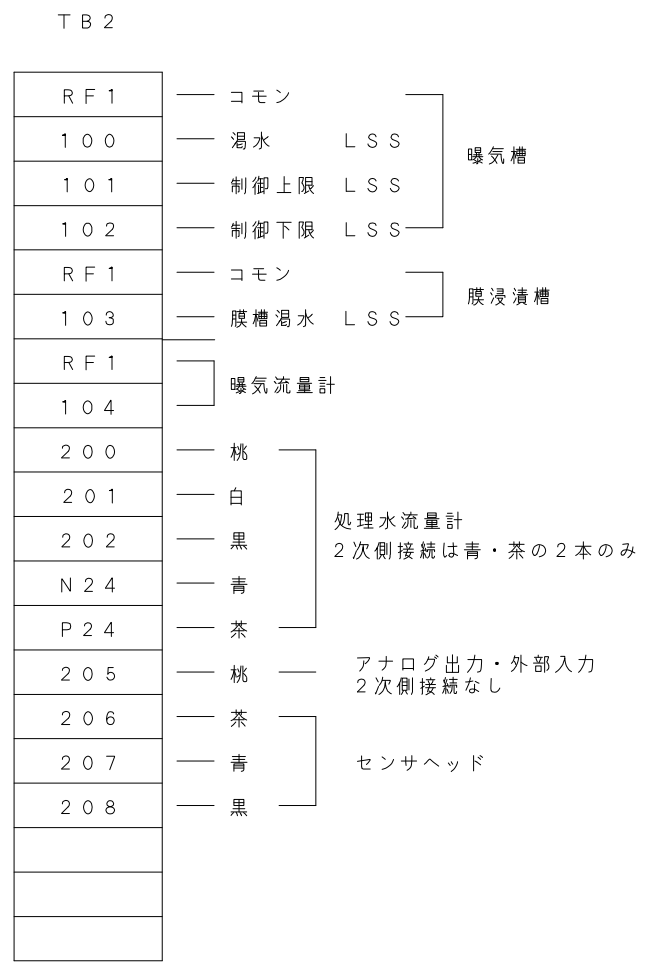 TB2
RF1 コモン
100 渇水 LSS
曝気槽
101 制御上限 LSS
102 制御下限 LSS
RF1 コモン
膜浸漬槽
103 膜槽渇水 LSS
RF1
曝気流量計
104
200 桃
201 白
処理水流量計
202 黒
2次側接続は青・茶の2本のみ
N24 青
P24 茶
アナログ出力・外部入力
205 桃
2次側接続なし
206 茶
207 青 センサヘッド
208 黒